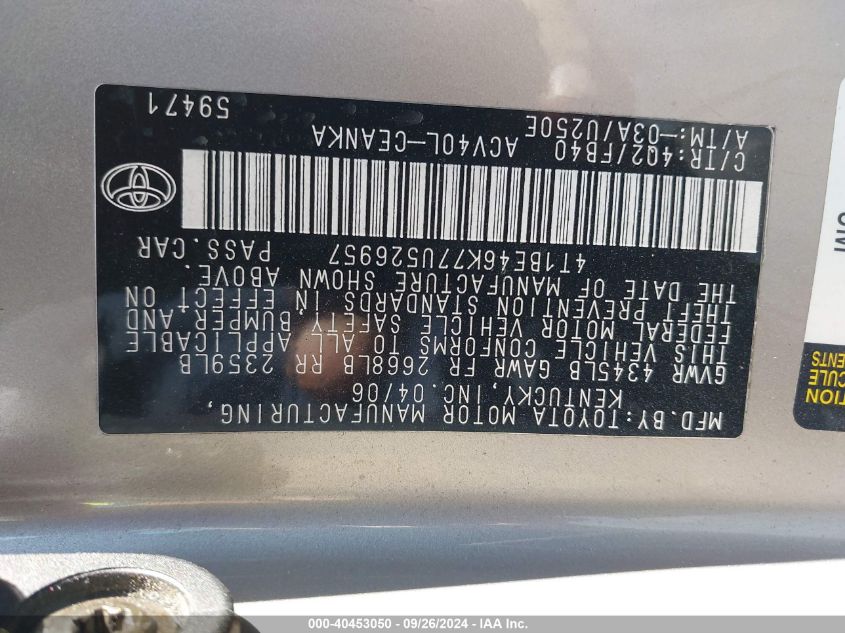 MFD.BY:TOYOTA MOTOR MANUFACTURING,
KENTUCKY,INC.04/06
GVWR 4345LB GAWR FR 2668LB RR 2359LB
THIS VEHICLE CONFORMS TO ALL APPLICABLE
FEDERAL MOTOR VEHICLE SAFETY,BUMPER,AND
THEFT PREVENTION STANDARDS IN EFFECT ON
THE DATE OF MANUFACTURE SHOWN ABOVE.
4T1BE46K77U526957 PASS.CAR
C/TR:4Q2/FB40 ACV40L-CEANKA
A/TM:-03A/U250E 59471
000-40453050 - 09/26/2024 - IAA Inc.